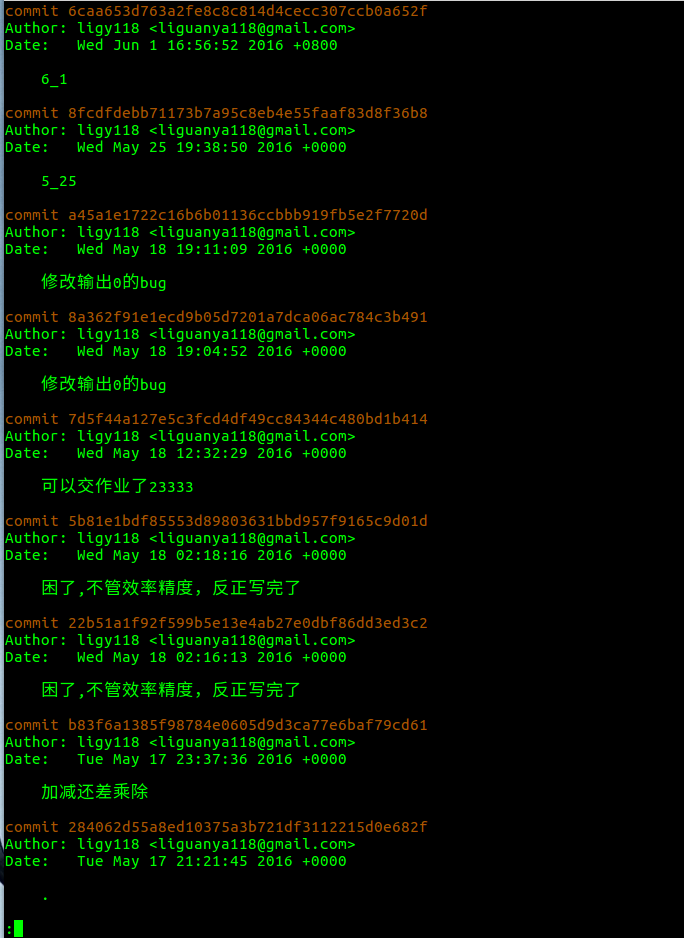 commit 6caa653d763a2fe8c8c814d4cecc307ccb0a652f
Author: ligy118 <liguanya118@gmail.com>
Date:   Wed Jun 1 16:56:52 2016 +0800
6_1
commit 8fcdfdebb71173b7a95c8eb4e55faaf83d8f36b8
Author: ligy118 <liguanya118@gmail.com>
Date:   Wed May 25 19:38:50 2016 +0000
5_25
commit a45a1e1722c16b6b01136ccbbb919fb5e2f7720d
Author: ligy118 <liguanya118@gmail.com>
Date:   Wed May 18 19:11:09 2016 +0000
修改输出0的bug
commit 8a362f91e1ecd9b05d7201a7dca06ac784c3b491
Author: ligy118 <liguanya118@gmail.com>
Date:   Wed May 18 19:04:52 2016 +0000
修改输出0的bug
commit 7d5f44a127e5c3fcd4df49cc84344c480bd1b414
Author: ligy118 <liguanya118@gmail.com>
Date:   Wed May 18 12:32:29 2016 +0000
可以交作业了23333
commit 5b81e1bdf85553d89803631bbd957f9165c9d01d
Author: ligy118 <liguanya118@gmail.com>
Date:   Wed May 18 02:18:16 2016 +0000
困了,不管效率精度，反正写完了
commit 22b51a1f92f599b5e13e4ab27e0dbf86dd3ed3c2
Author: ligy118 <liguanya118@gmail.com>
Date:   Wed May 18 02:16:13 2016 +0000
困了,不管效率精度，反正写完了
commit b83f6a1385f98784e0605d9d3ca77e6baf79cd61
Author: ligy118 <liguanya118@gmail.com>
Date:   Tue May 17 23:37:36 2016 +0000
加减还差乘除
commit 284062d55a8ed10375a3b721df3112215d0e682f
Author: ligy118 <liguanya118@gmail.com>
Date:   Tue May 17 21:21:45 2016 +0000
.
: